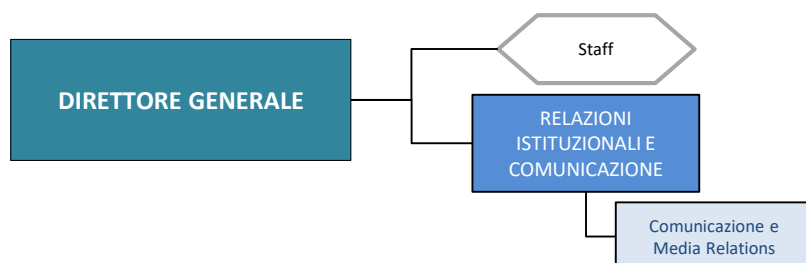 Staff
DIRETTORE GENERALE
RELAZIONI
ISTITUZIONALI E
COMUNICAZIONE
Comunicazione e
Media Relations